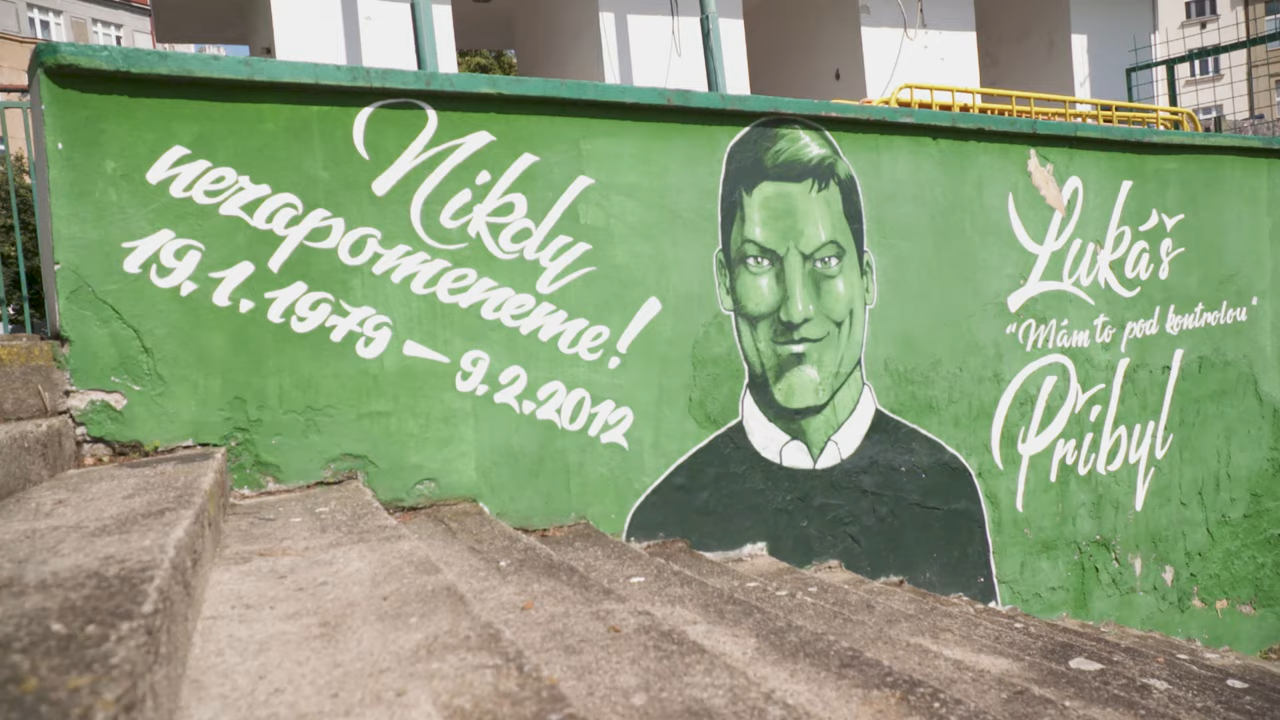 Nikdy
nezapomeneme!
19.1.1979 – 9.2.2012
Lukáš
"Mám to pod kontrolou"
Přibyl